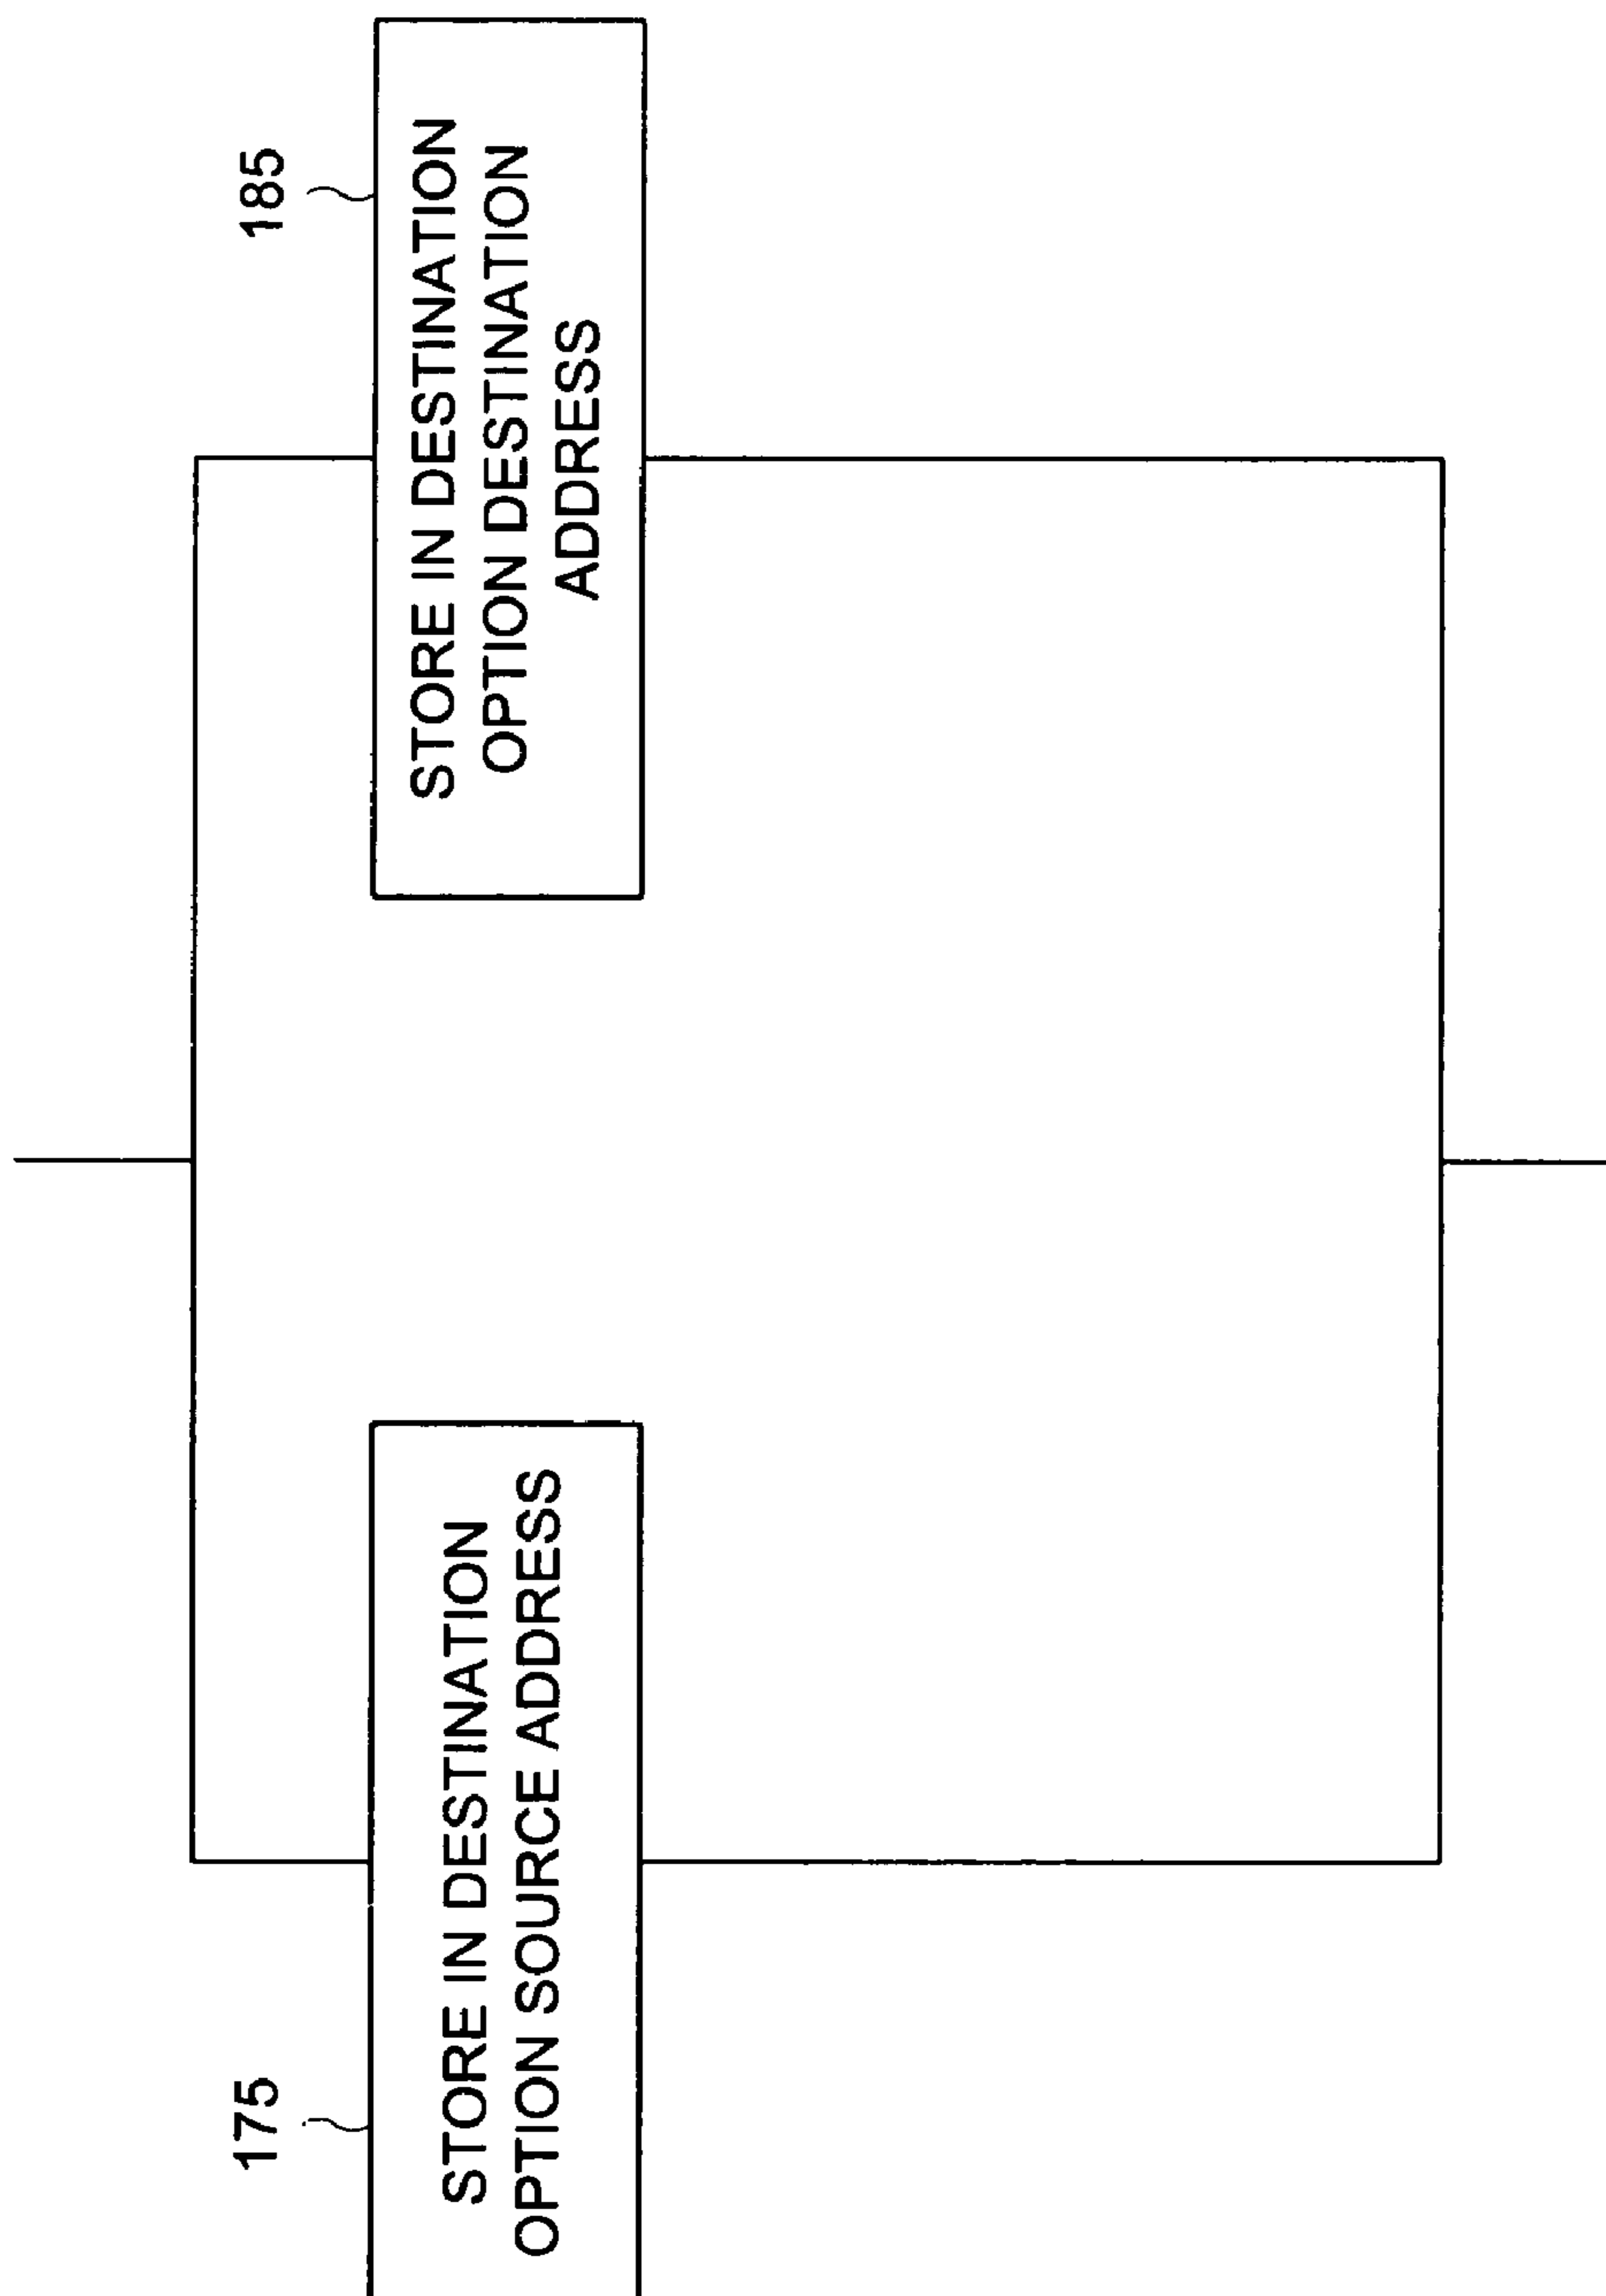 175
STORE IN DESTINATION
OPTION SOURCE ADDRESS
185
STORE IN DESTINATION
OPTION DESTINATION
ADDRESS